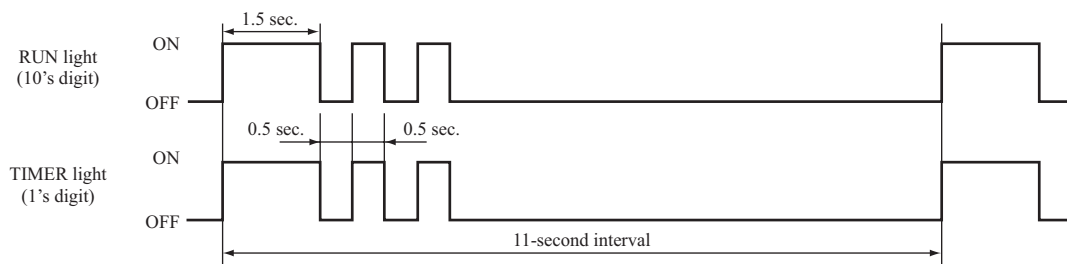 1.5 sec.
ON
RUN light
(10's digit)
OFF
0.5 sec.
0.5 sec.
ON
TIMER light
(1's digit)
OFF
11-second interval